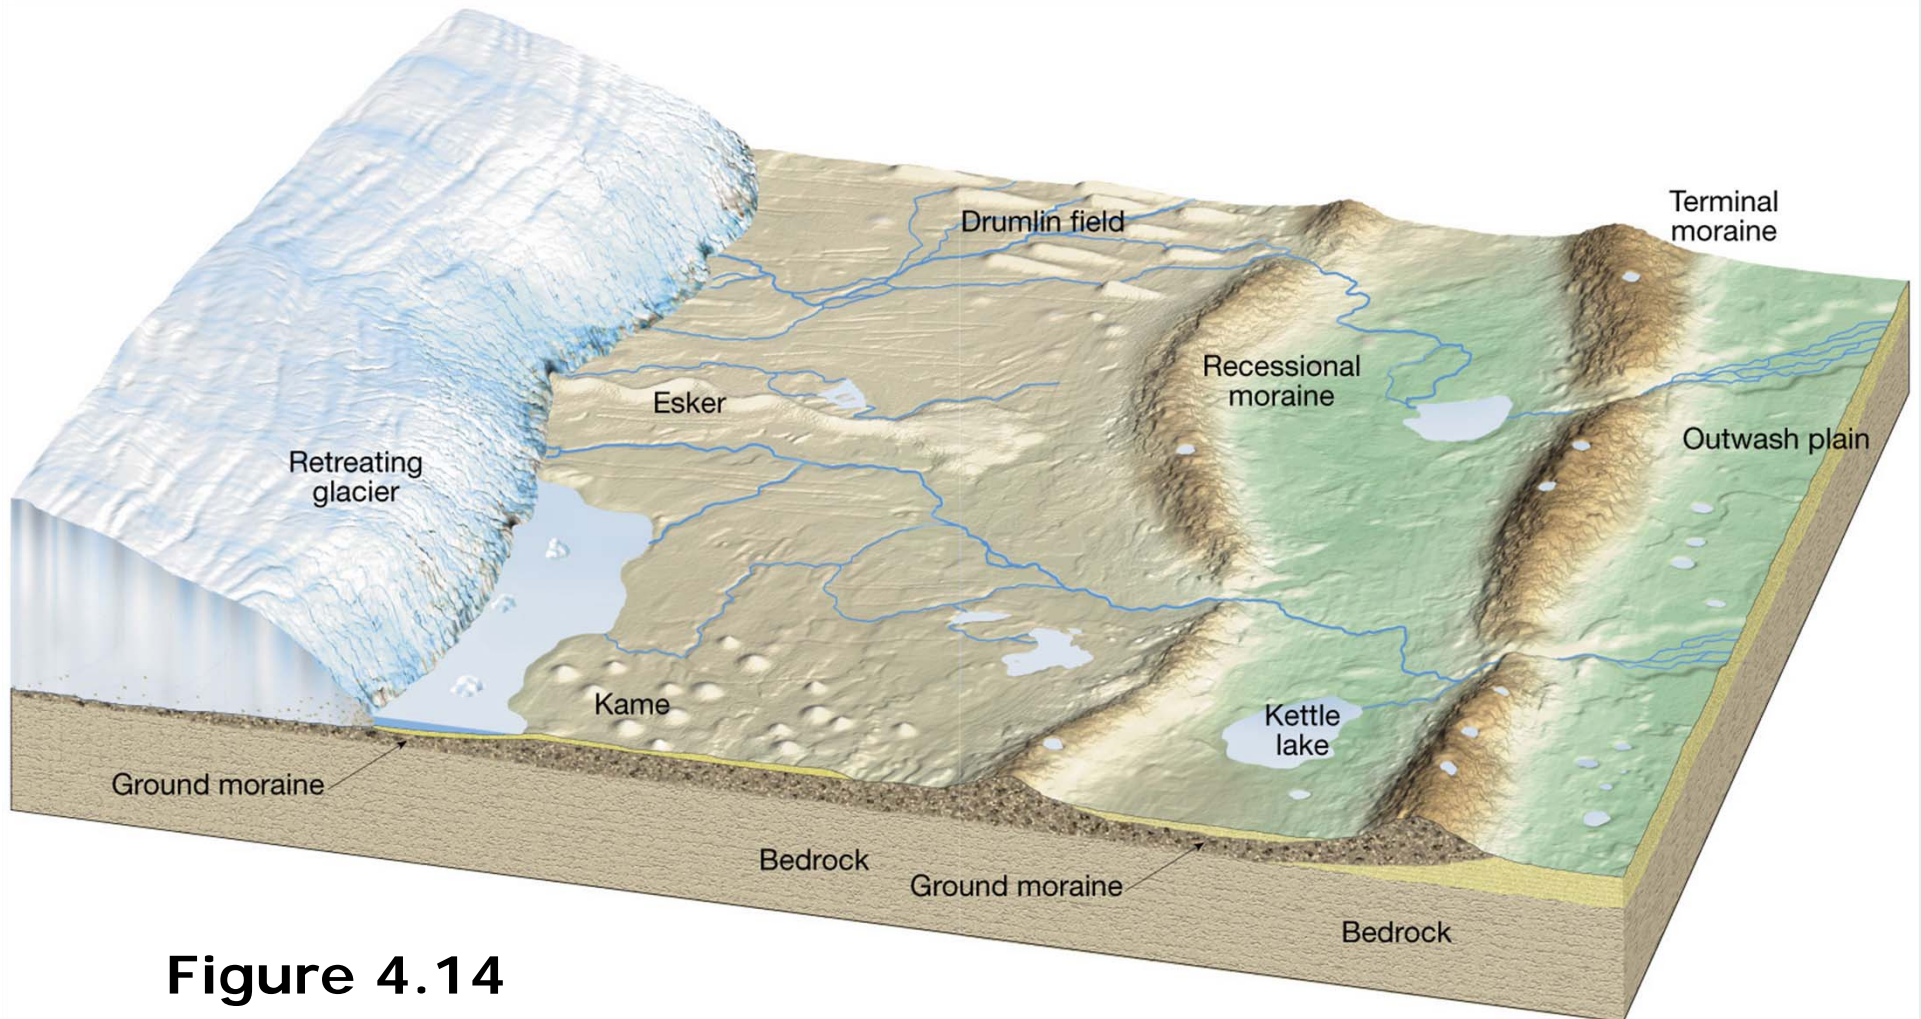 Terminal
moraine
Drumlin field
Recessional
moraine
Esker
Outwash plain
Retreating
glacier
Kame
Kettle
lake
Ground moraine
Bedrock
Ground moraine
Bedrock
Figure 4.14